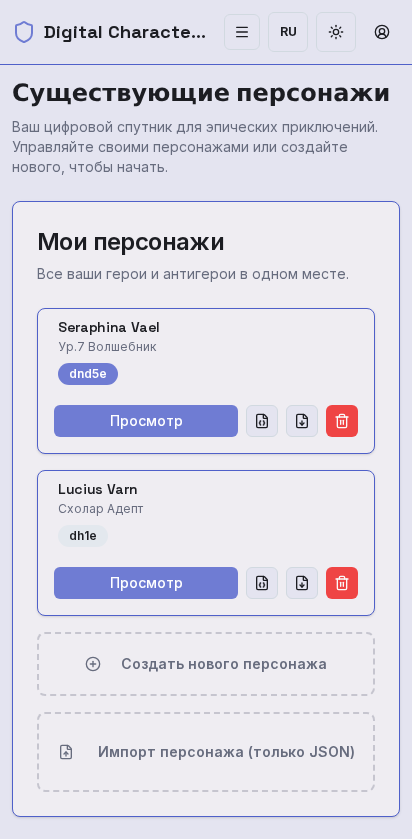 Digital Characte...
RU
Существующие персонажи
Ваш цифровой спутник для эпических приключений.
Управляйте своими персонажами или создайте
нового, чтобы начать.
Мои персонажи
Все ваши герои и антигерои в одном месте.
Seraphina Vael
Ур.7 Волшебник
dnd5e
Просмотр
Lucius Varn
Схолар Адепт
dh1e
Просмотр
Создать нового персонажа
Импорт персонажа (только JSON)